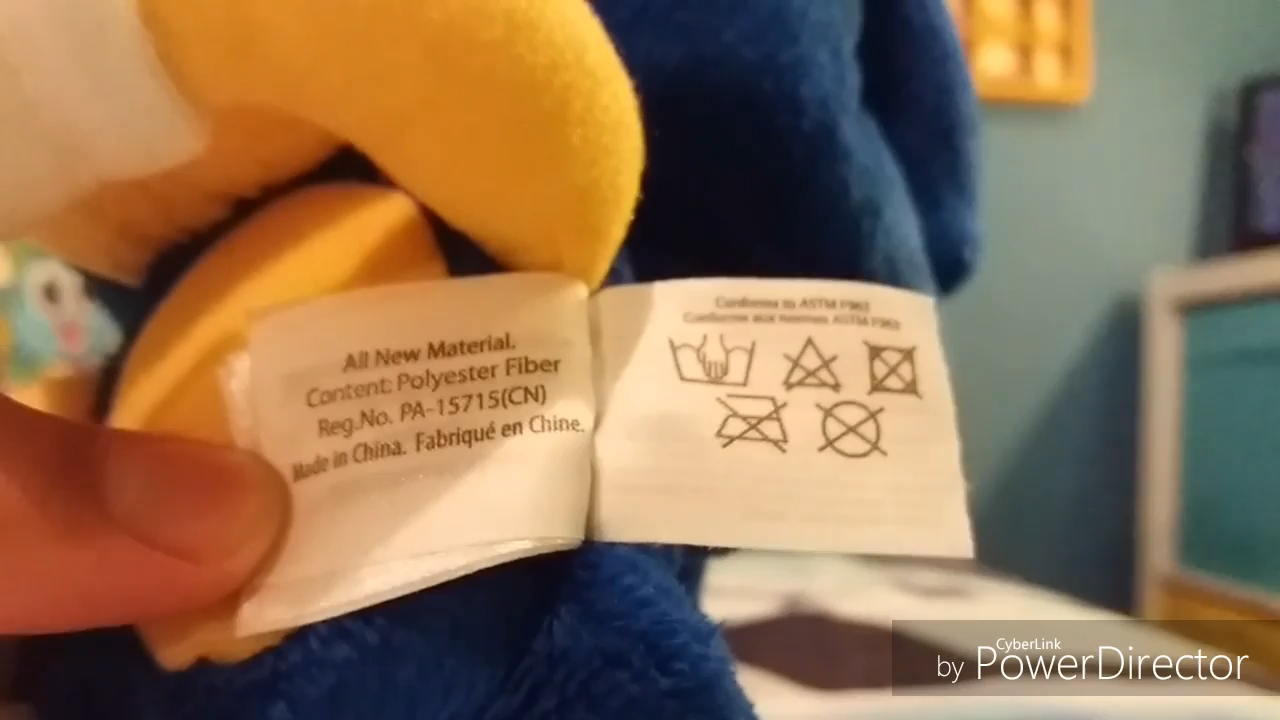 All New Material.
Content: Polyester Fiber
Reg.No. PA-15715(CN)
Made in China. Fabriqué en Chine.
Conforms to ASTM F963
Conforme aux normes ASTM F963
CyberLink
by PowerDirector